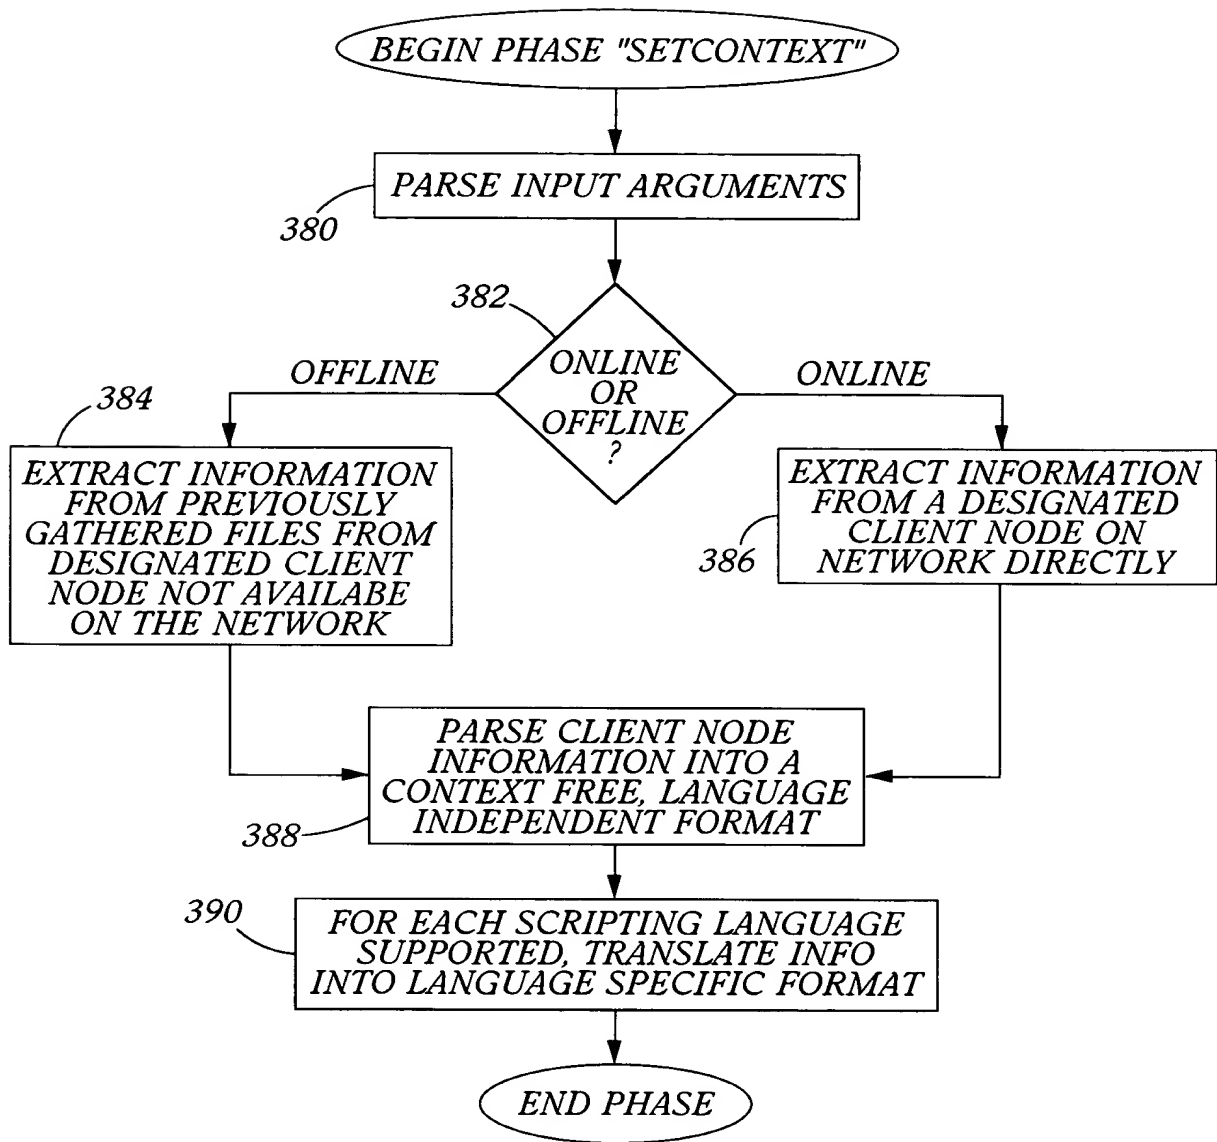 BEGIN PHASE "SETCONTEXT"
PARSE INPUT ARGUMENTS
380
382
ONLINE
OR
OFFLINE
?
OFFLINE
ONLINE
384
EXTRACT INFORMATION
FROM PREVIOUSLY
GATHERED FILES FROM
DESIGNATED CLIENT
NODE NOT AVAILABE
ON THE NETWORK
EXTRACT INFORMATION
FROM A DESIGNATED
CLIENT NODE ON
NETWORK DIRECTLY
386
PARSE CLIENT NODE
INFORMATION INTO A
CONTEXT FREE, LANGUAGE
INDEPENDENT FORMAT
388
390
FOR EACH SCRIPTING LANGUAGE
SUPPORTED, TRANSLATE INFO
INTO LANGUAGE SPECIFIC FORMAT
END PHASE